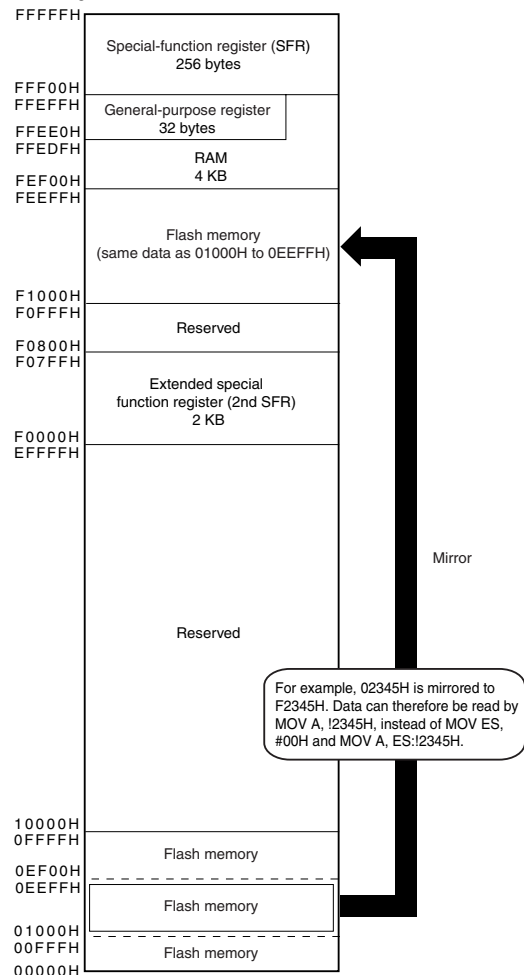 FFFFFH
Special-function register (SFR)
256 bytes
FFF00H
FFEFFH
General-purpose register
32 bytes
FFEE0H
FFEDFH
RAM
4 KB
FEF00H
FEEFFH
Flash memory
(same data as 01000H to 0EEFFH)
F1000H
F0FFFH
Reserved
F0800H
F07FFH
Extended special
function register (2nd SFR)
2 KB
F0000H
EFFFFH
Mirror
Reserved
For example, 02345H is mirrored to
F2345H. Data can therefore be read by
MOV A, !2345H, instead of MOV ES,
#00H and MOV A, ES:!2345H.
10000H
0FFFFH
Flash memory
0EF00H
0EEFFH
Flash memory
01000H
00FFFH
Flash memory
00000H